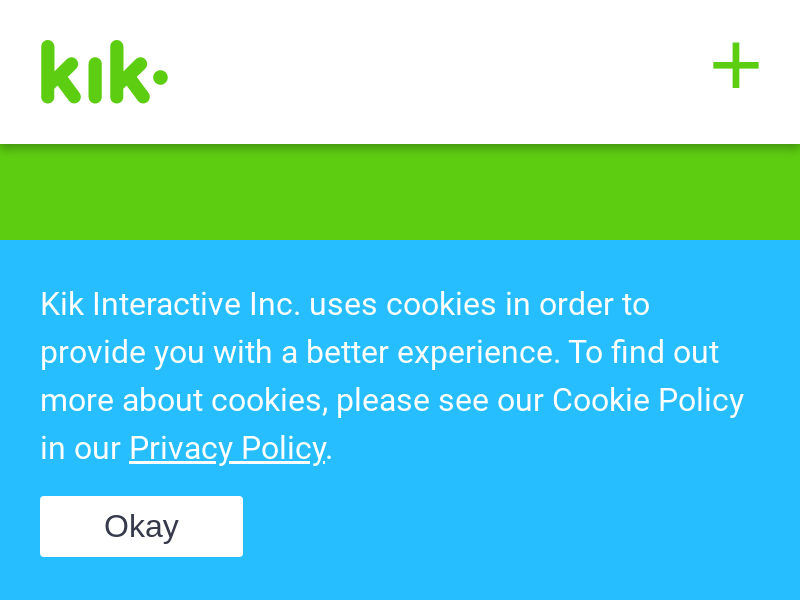 kik.
Kik Interactive Inc. uses cookies in order to
provide you with a better experience. To find out
more about cookies, please see our Cookie Policy
in our Privacy Policy.
Okay